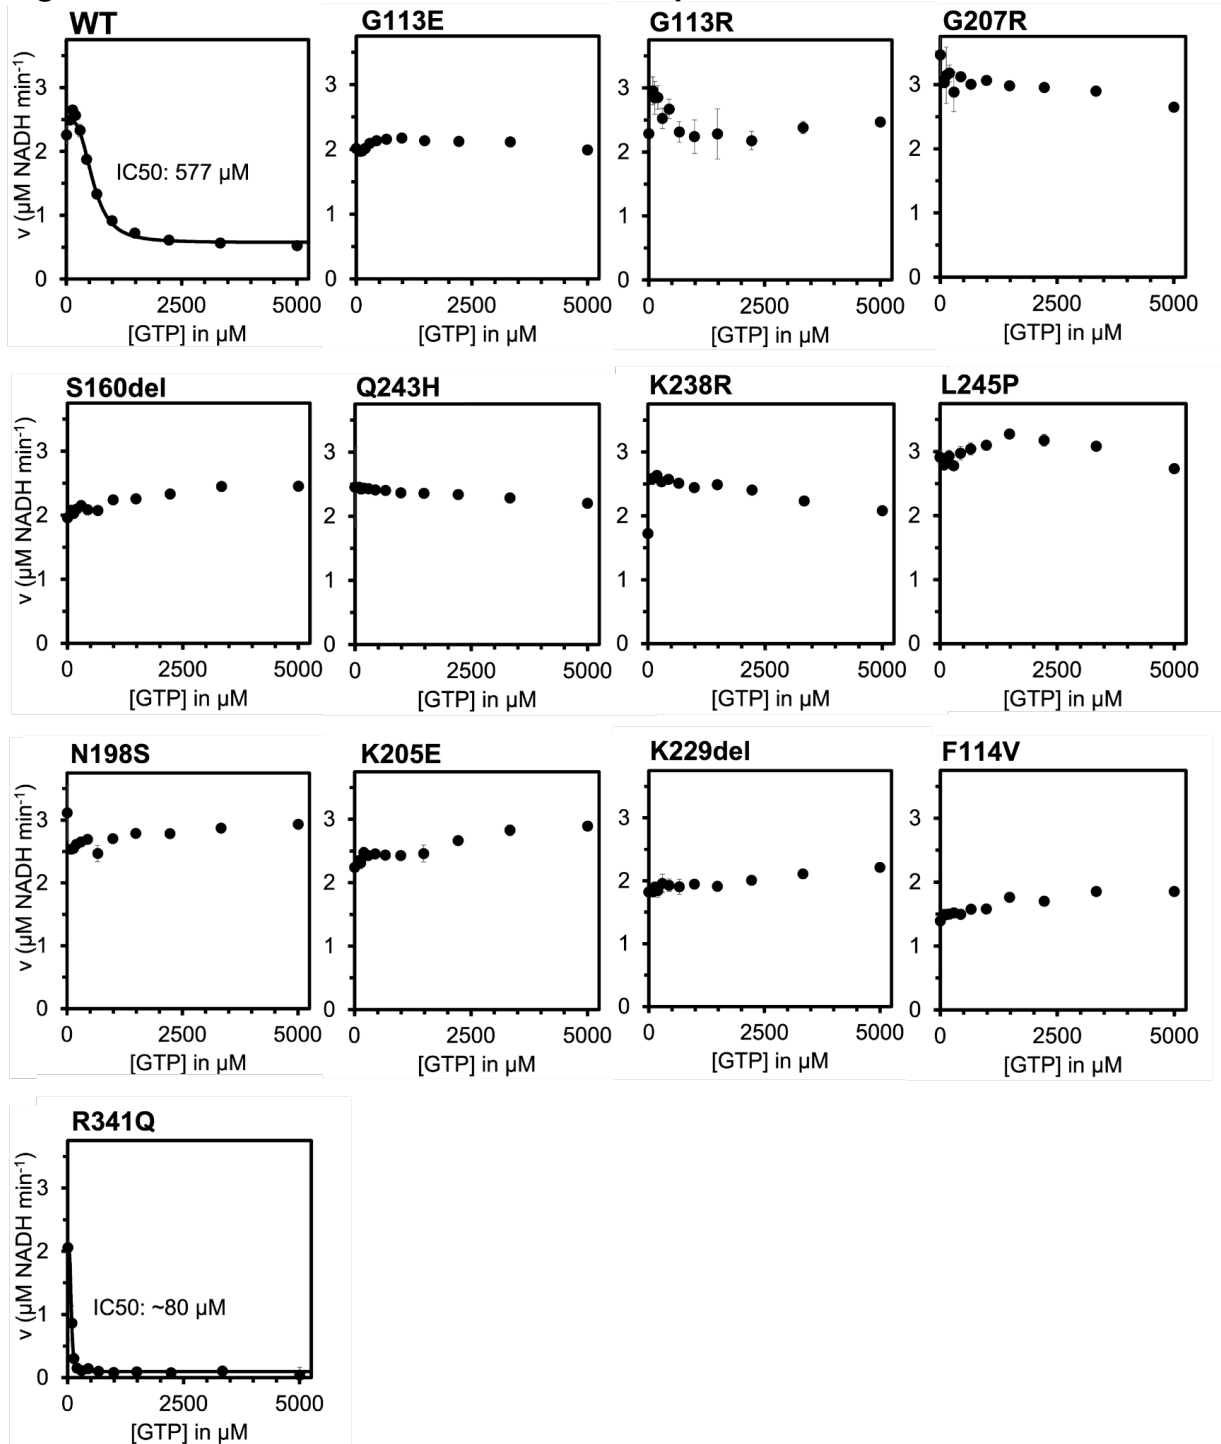 WT
G113E
G113R
G207R
v (µM NADH min-1)
3
2
1
0
IC50: 577 µM
0 2500 5000
[GTP] in µM
3
2
1
0
0 2500 5000
[GTP] in µM
3
2
1
0
0 2500 5000
[GTP] in µM
3
2
1
0
0 2500 5000
[GTP] in µM
S160del
Q243H
K238R
L245P
v (µM NADH min-1)
3
2
1
0
0 2500 5000
[GTP] in µM
3
2
1
0
0 2500 5000
[GTP] in µM
3
2
1
0
0 2500 5000
[GTP] in µM
3
2
1
0
0 2500 5000
[GTP] in µM
N198S
K205E
K229del
F114V
v (µM NADH min-1)
3
2
1
0
0 2500 5000
[GTP] in µM
3
2
1
0
0 2500 5000
[GTP] in µM
3
2
1
0
0 2500 5000
[GTP] in µM
3
2
1
0
0 2500 5000
[GTP] in µM
R341Q
v (µM NADH min-1)
3
2
1
0
IC50: ~80 µM
0 2500 5000
[GTP] in µM